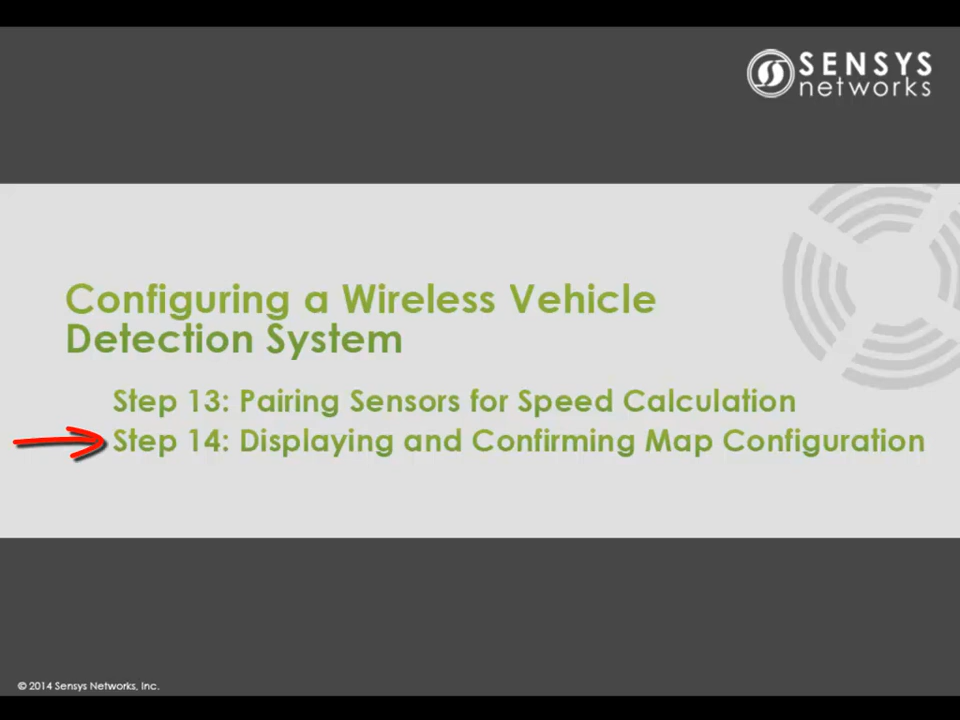 SENSYS
networks
Configuring a Wireless Vehicle
Detection System
Step 13: Pairing Sensors for Speed Calculation
Step 14: Displaying and Confirming Map Configuration
© 2014 Sensys Networks, Inc.